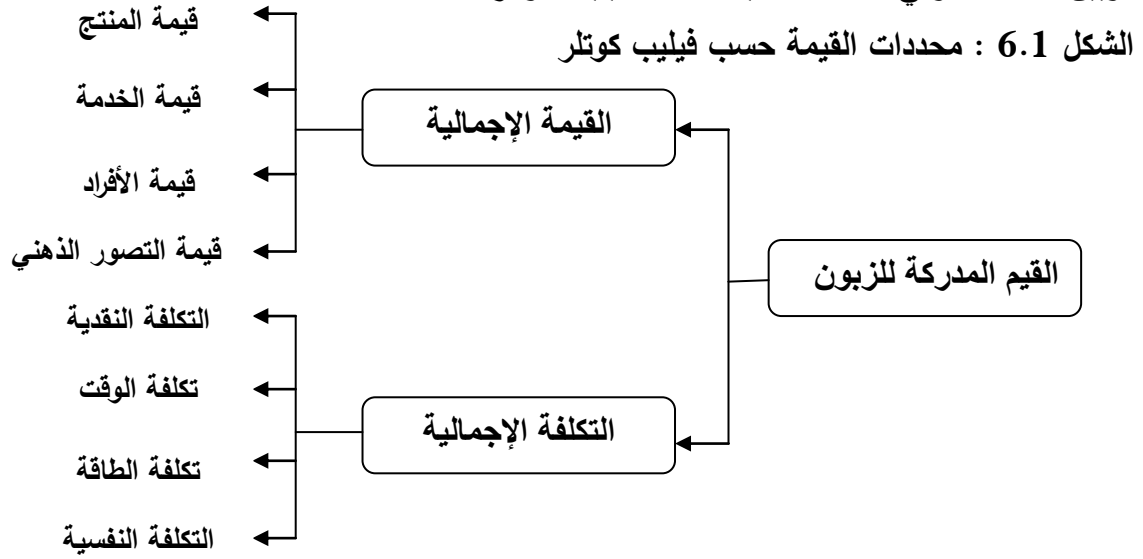 الشكل 6.1 : محددات القيمة حسب فيليب كوتلر
القيم المدركة للزبون
القيمة الإجمالية
قيمة المنتج
قيمة الخدمة
قيمة الأفراد
قيمة التصور الذهني
التكلفة الإجمالية
التكلفة النقدية
تكلفة الوقت
تكلفة الطاقة
التكلفة النفسية